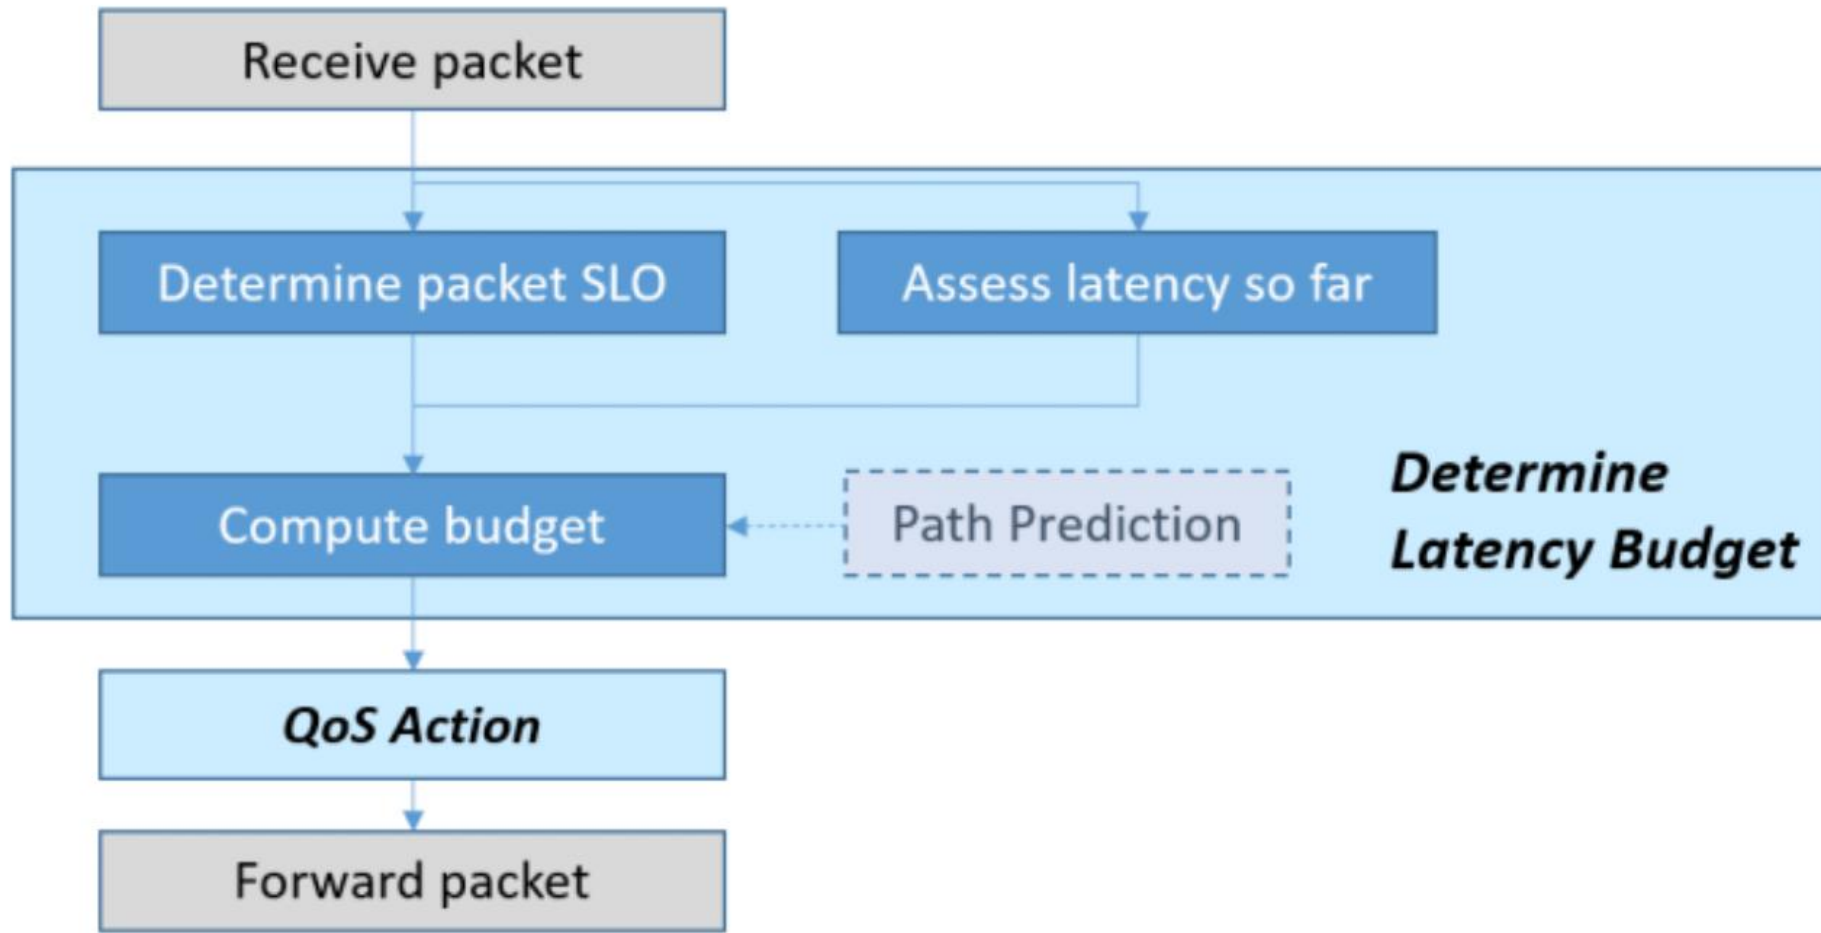 Receive packet
Determine packet SLO
Assess latency so far
Compute budget
Path Prediction
Determine
Latency Budget
QoS Action
Forward packet